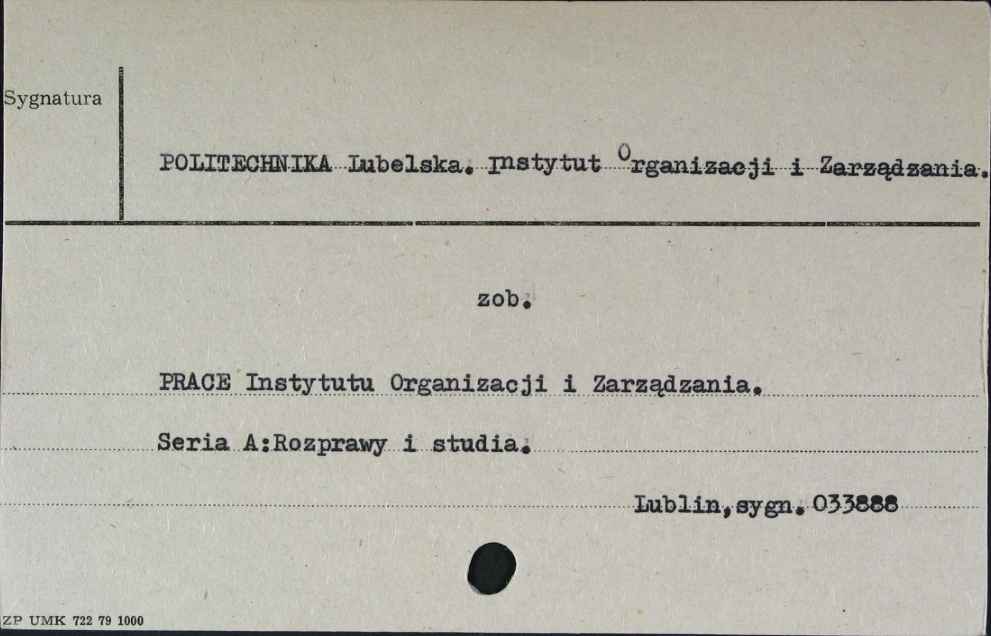 Sygnatura
POLITECHNIKA Lubelska. Instytut Organizacji i Zarządzania.
zob.
PRACE Instytutu Organizacji i Zarządzania.
Seria A:Rozprawy i studia.
Lublin,sygn. 033888
ZP UMK 722 79 1000